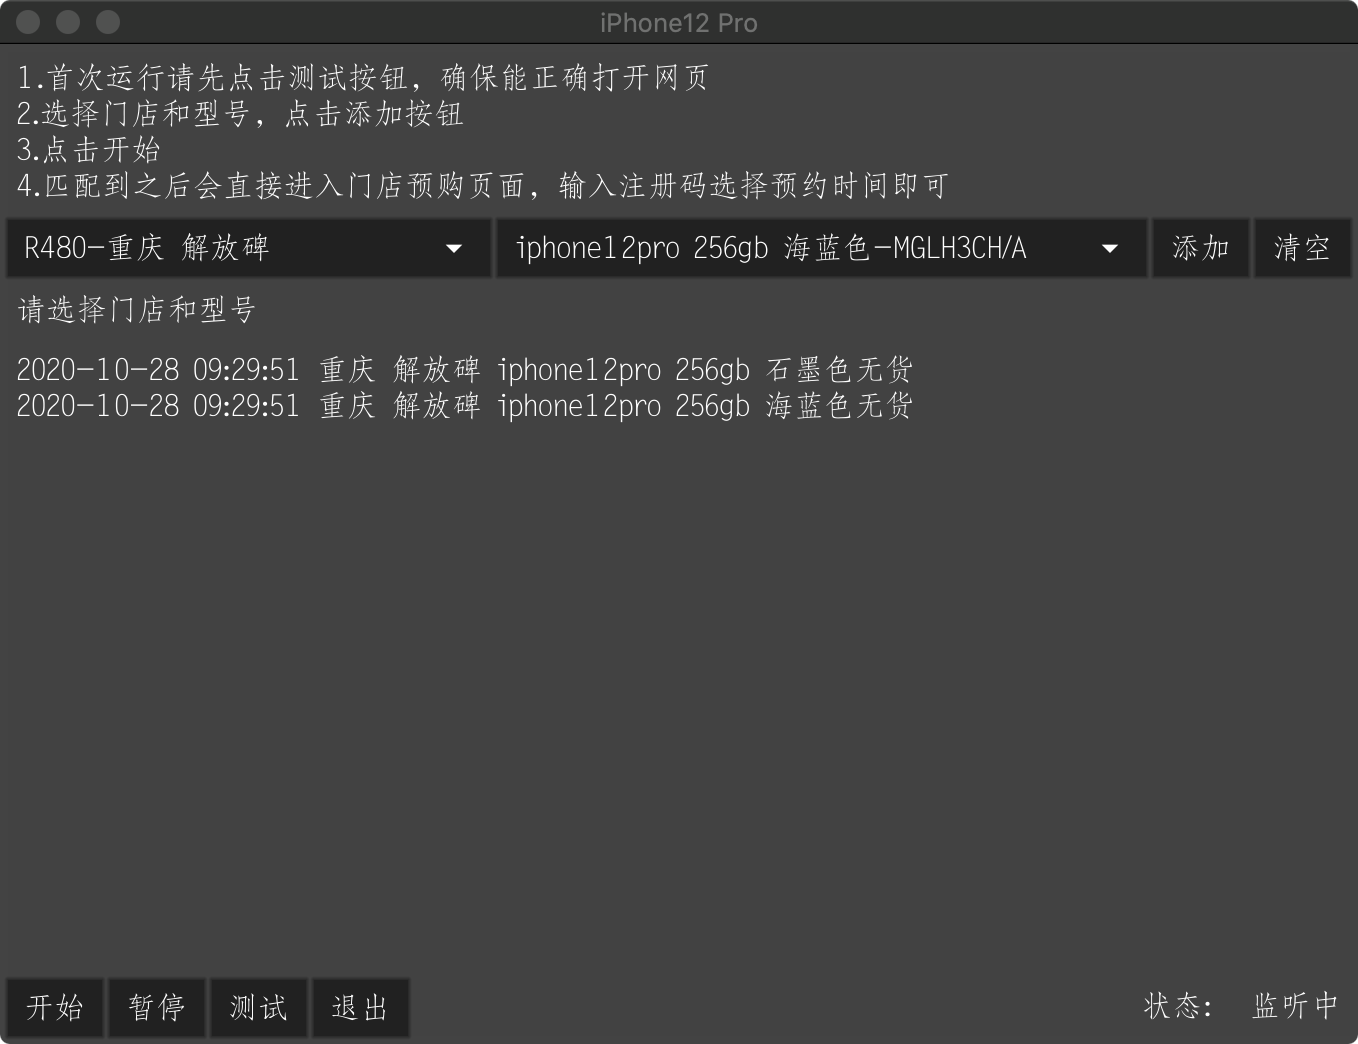 iPhone12 Pro
1.首次运行请先点击测试按钮，确保能正确打开网页
2.选择门店和型号，点击添加按钮
3.点击开始
4.匹配到之后会直接进入门店预购页面，输入注册码选择预约时间即可
R480-重庆 解放碑 iphone12pro 256gb 海蓝色-MGLH3CH/A 添加 清空
请选择门店和型号
2020-10-28 09:29:51 重庆 解放碑 iphone12pro 256gb 石墨色无货
2020-10-28 09:29:51 重庆 解放碑 iphone12pro 256gb 海蓝色无货
开始 暂停 测试 退出 状态： 监听中